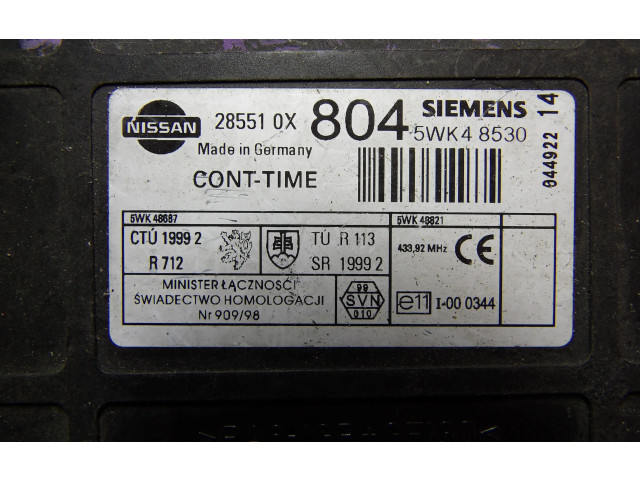 NISSAN 28551 0X 804 SIEMENS
5WK4 8530
Made in Germany
CONT-TIME
044922 14
5WK 48687
5WK 48821
CTÚ 1999 2
R 712
TÚ R 113
SR 1999 2
433,92 MHz CE
MINISTER ŁĄCZNOŚCI
ŚWIADECTWO HOMOLOGACJI
Nr 909/98
99
SVN
010
e11 I-00 0344